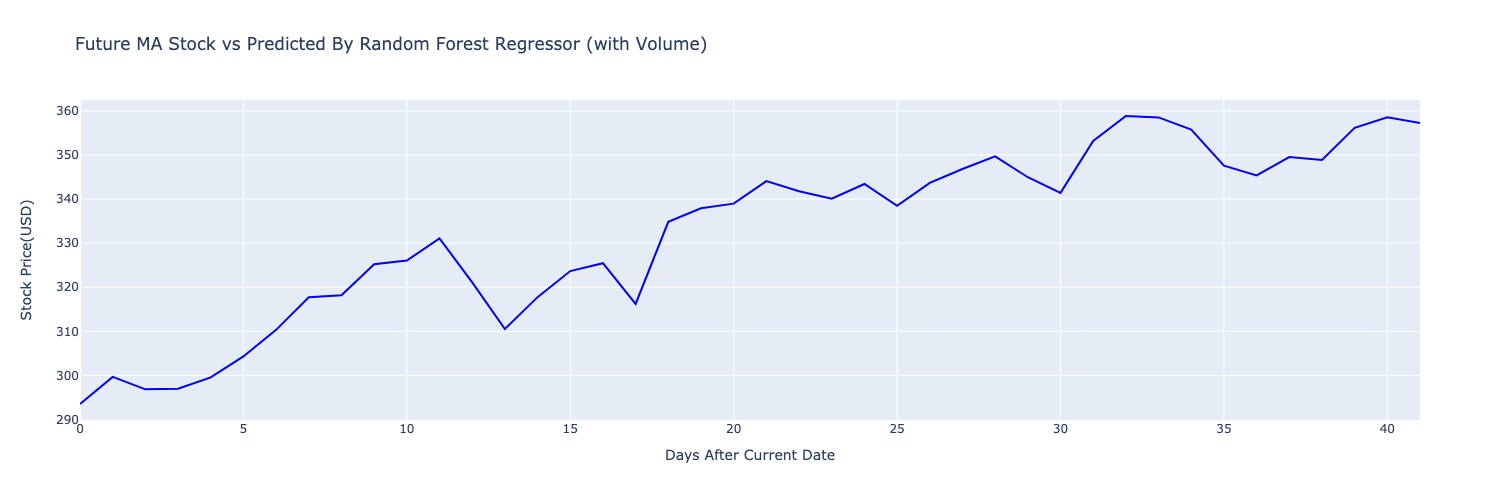 Future MA Stock vs Predicted By Random Forest Regressor (with Volume)
360
350
340
330
320
310
300
290
Stock Price(USD)
0 5 10 15 20 25 30 35 40
Days After Current Date